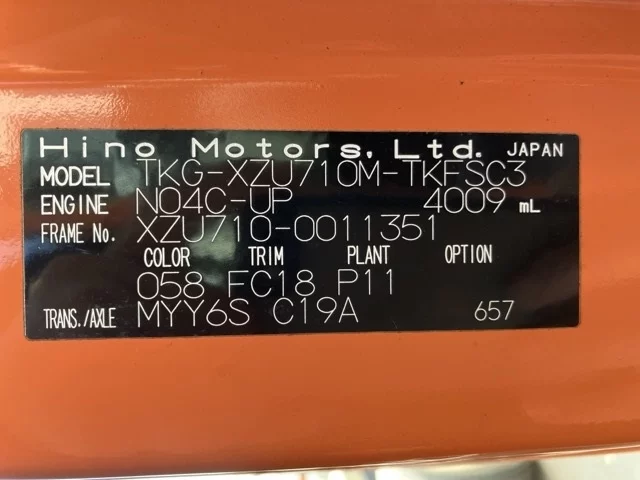 Hino Motors, Ltd. JAPAN
MODEL TKG-XZU710M-TKFSC3
ENGINE N04C-UP 4009 mL
FRAME No. XZU710-0011351
COLOR TRIM PLANT OPTION
058 FC18 P11
TRANS./AXLE MYY6S C19A 657